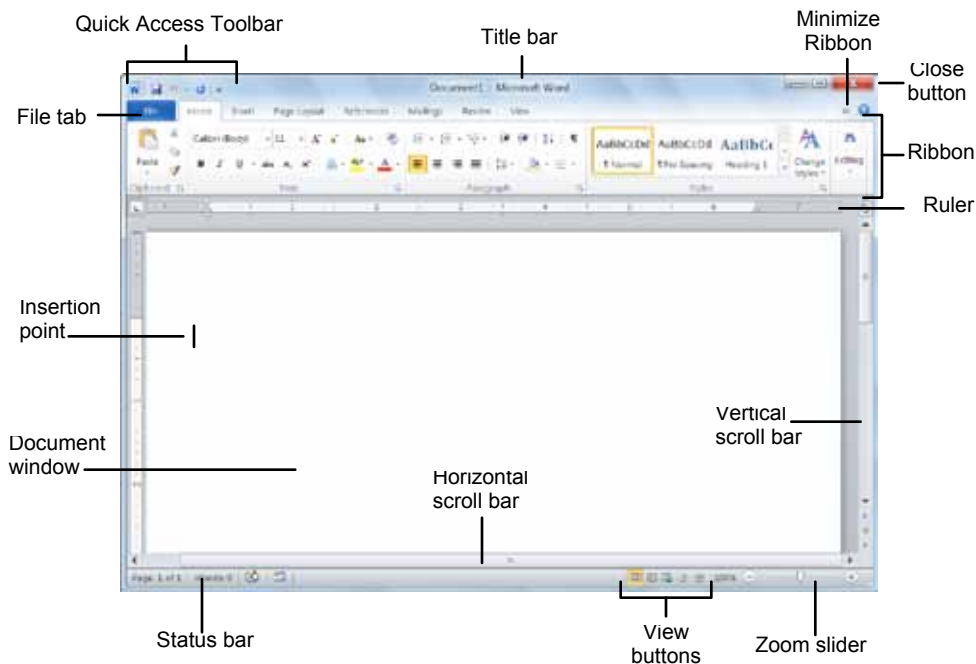 Quick Access Toolbar
Title bar
Minimize
Ribbon
Close
button
Document1 - Microsoft Word
File tab
File Home Insert Page Layout References Mailings Review View
Calibri (Body) 11
Paste
AaBbCcDd AaBbCcDd AaBbCc
¶ Normal ¶ No Spacing Heading 1
Change
Styles
Editing
Clipboard Font Paragraph Styles
Ribbon
Ruler
Insertion
point
Vertical
scroll bar
Document
window
Horizontal
scroll bar
Page: 1 of 1 Words: 0 100%
Status bar
View
buttons
Zoom slider